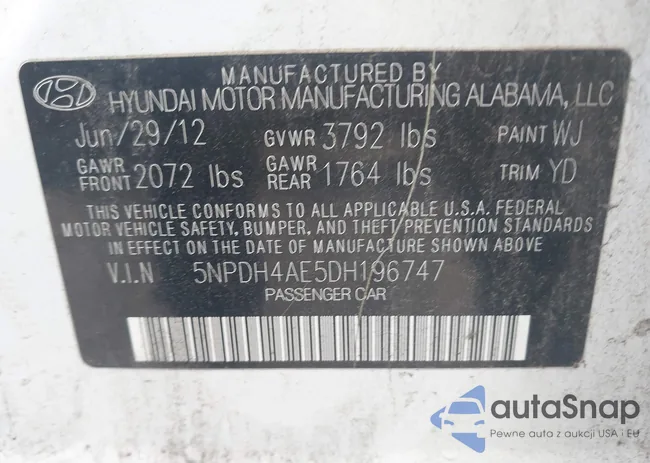 MANUFACTURED BY
HYUNDAI MOTOR MANUFACTURING ALABAMA, LLC
Jun/29/12 GVWR 3792 lbs PAINT WJ
GAWR FRONT 2072 lbs GAWR REAR 1764 lbs TRIM YD
THIS VEHICLE CONFORMS TO ALL APPLICABLE U.S.A. FEDERAL
MOTOR VEHICLE SAFETY, BUMPER, AND THEFT PREVENTION STANDARDS
IN EFFECT ON THE DATE OF MANUFACTURE SHOWN ABOVE
V.I.N 5NPDH4AE5DH196747
PASSENGER CAR
autaSnap
Pewne auta z aukcji USA i EU